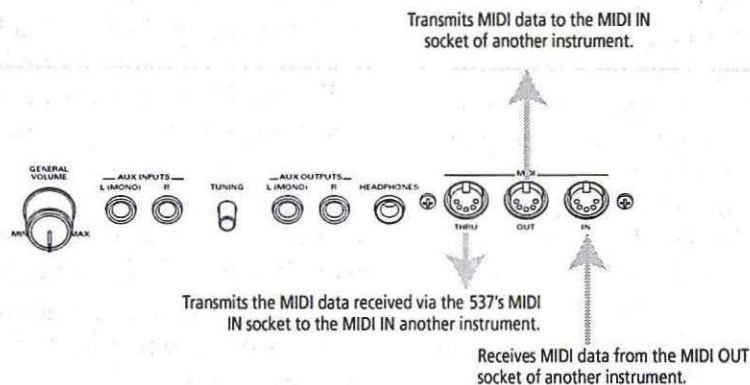 Transmits MIDI data to the MIDI IN
socket of another instrument.
GENERAL
VOLUME
MIN
MAX
AUX INPUTS
L (MONO) R
TUNING
AUX OUTPUTS
L (MONO) R
HEADPHONES
MIDI
THRU
OUT
IN
Transmits the MIDI data received via the 537's MIDI
IN socket to the MIDI IN another instrument.
Receives MIDI data from the MIDI OUT
socket of another instrument.